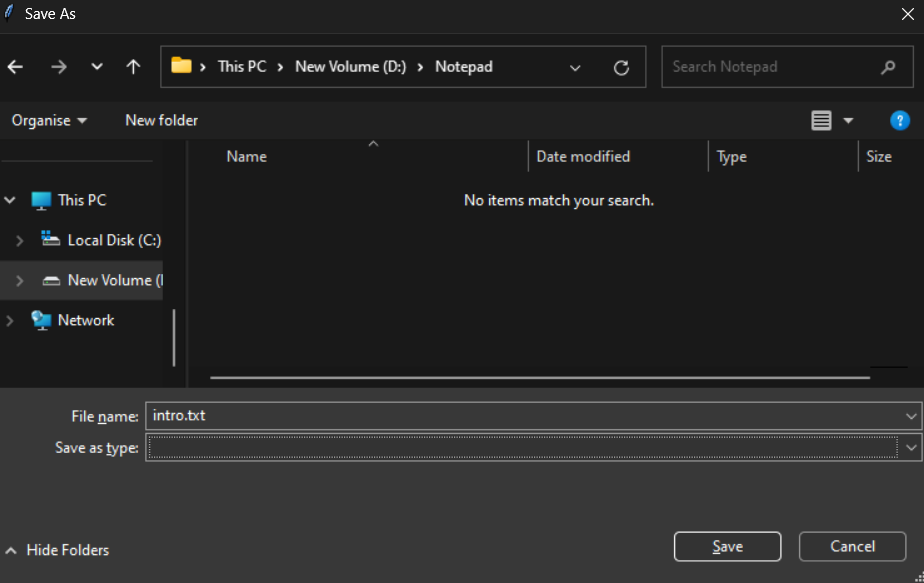 Save As
This PC New Volume (D:) Notepad
Search Notepad
Organise New folder
?
Name Date modified Type Size
No items match your search.
This PC
Local Disk (C:)
New Volume (
Network
File name: intro.txt
Save as type:
Hide Folders Save Cancel